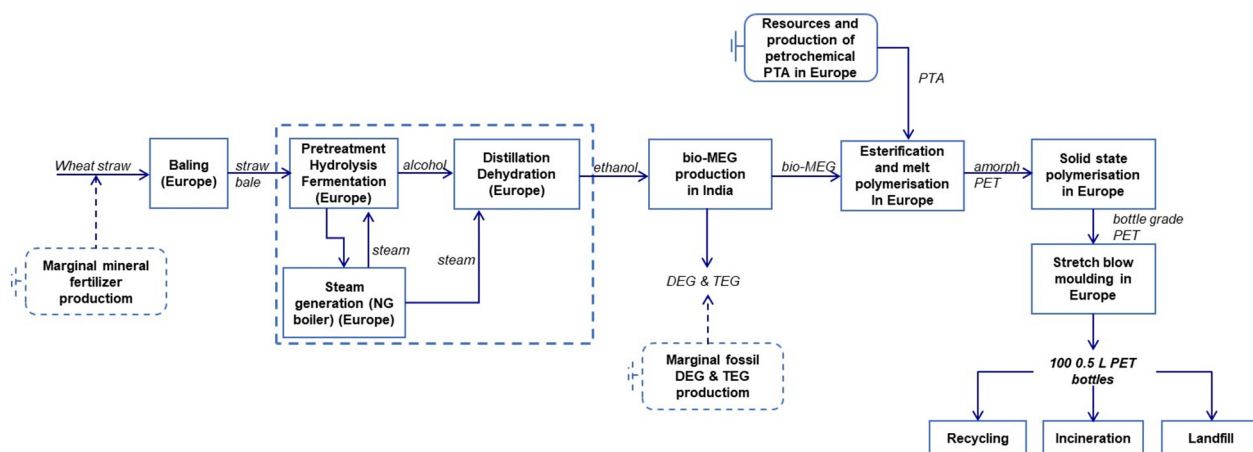 Resources and
production of
petrochemical
PTA in Europe
PTA
Wheat straw
Baling
(Europe)
straw
bale
Pretreatment
Hydrolysis
Fermentation
(Europe)
alcohol
Distillation
Dehydration
(Europe)
ethanol
bio-MEG
production
in India
bio-MEG
Esterification
and melt
polymerisation
In Europe
amorph
PET
Solid state
polymerisation
in Europe
steam
steam
bottle grade
PET
Marginal mineral
fertilizer
productiom
Steam
generation (NG
boiler) (Europe)
DEG & TEG
Stretch blow
moulding in
Europe
Marginal fossil
DEG & TEG
productiom
100 0.5 L PET
bottles
Recycling
Incineration
Landfill